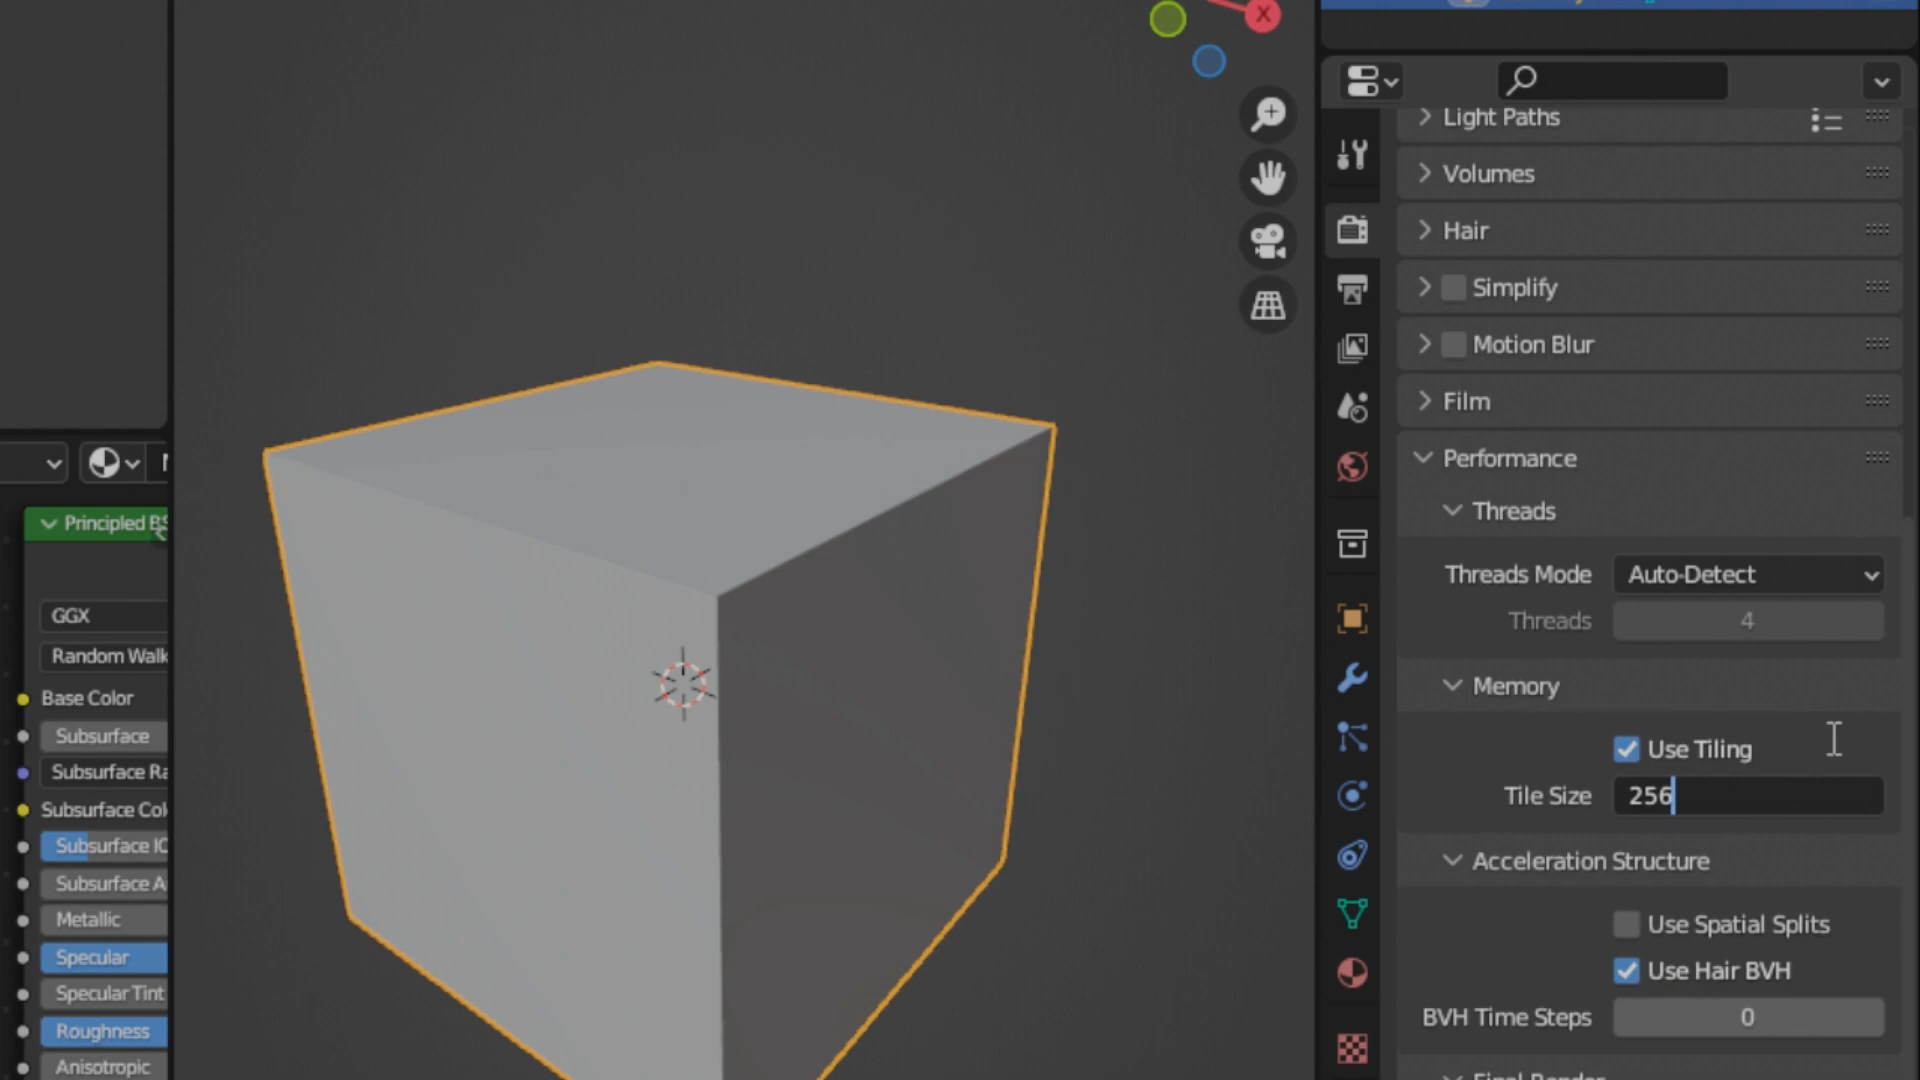 X
Light Paths
Volumes
Hair
Simplify
Motion Blur
Film
Performance
Threads
Threads Mode Auto-Detect
Threads 4
Memory
Use Tiling
Tile Size 256
Acceleration Structure
Use Spatial Splits
Use Hair BVH
BVH Time Steps 0
Principled BS
GGX
Random Walk
Base Color
Subsurface
Subsurface Ra
Subsurface Col
Subsurface IO
Subsurface A
Metallic
Specular
Specular Tint
Roughness
Anisotropic